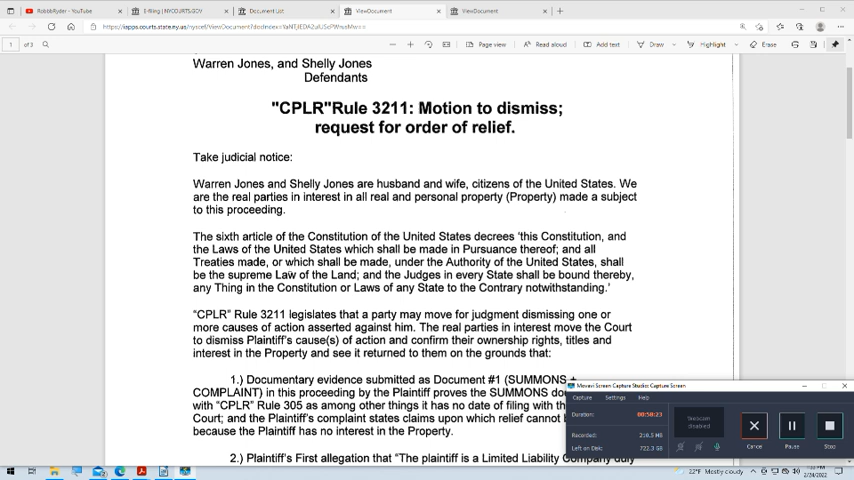 RobbRyder - YouTube
E-filing | NYCOURTS.GOV
Document List
ViewDocument
ViewDocument
1 of 3
Page view
Read aloud
Add text
Draw
Highlight
Erase
Warren Jones, and Shelly Jones
Defendants
"CPLR"Rule 3211: Motion to dismiss;
request for order of relief.
Take judicial notice:
Warren Jones and Shelly Jones are husband and wife, citizens of the United States. We
are the real parties in interest in all real and personal property (Property) made a subject
to this proceeding.
The sixth article of the Constitution of the United States decrees 'this Constitution, and
the Laws of the United States which shall be made in Pursuance thereof; and all
Treaties made, or which shall be made, under the Authority of the United States, shall
be the supreme Law of the Land; and the Judges in every State shall be bound thereby,
any Thing in the Constitution or Laws of any State to the Contrary notwithstanding.'
"CPLR" Rule 3211 legislates that a party may move for judgment dismissing one or
more causes of action asserted against him. The real parties in interest move the Court
to dismiss Plaintiff's cause(s) of action and confirm their ownership rights, titles and
interest in the Property and see it returned to them on the grounds that:
1.) Documentary evidence submitted as Document #1 (SUMMONS +
COMPLAINT) in this proceeding by the Plaintiff proves the SUMMONS do
with "CPLR" Rule 305 as among other things it has no date of filing with th
Court; and the Plaintiff's complaint states claims upon which relief cannot
because the Plaintiff has no interest in the Property.
2.) Plaintiff's First allegation that "The plaintiff is a Limited Liability Company duly
Movavi Screen Capture Studio: Capture Screen
Capture
Settings
Help
Duration:
00:58:23
Recorded:
210.5 MB
Left on Disk:
722.3 GB
Webcam
disabled
Cancel
Pause
Stop
22°F Mostly cloudy
2/24/2022